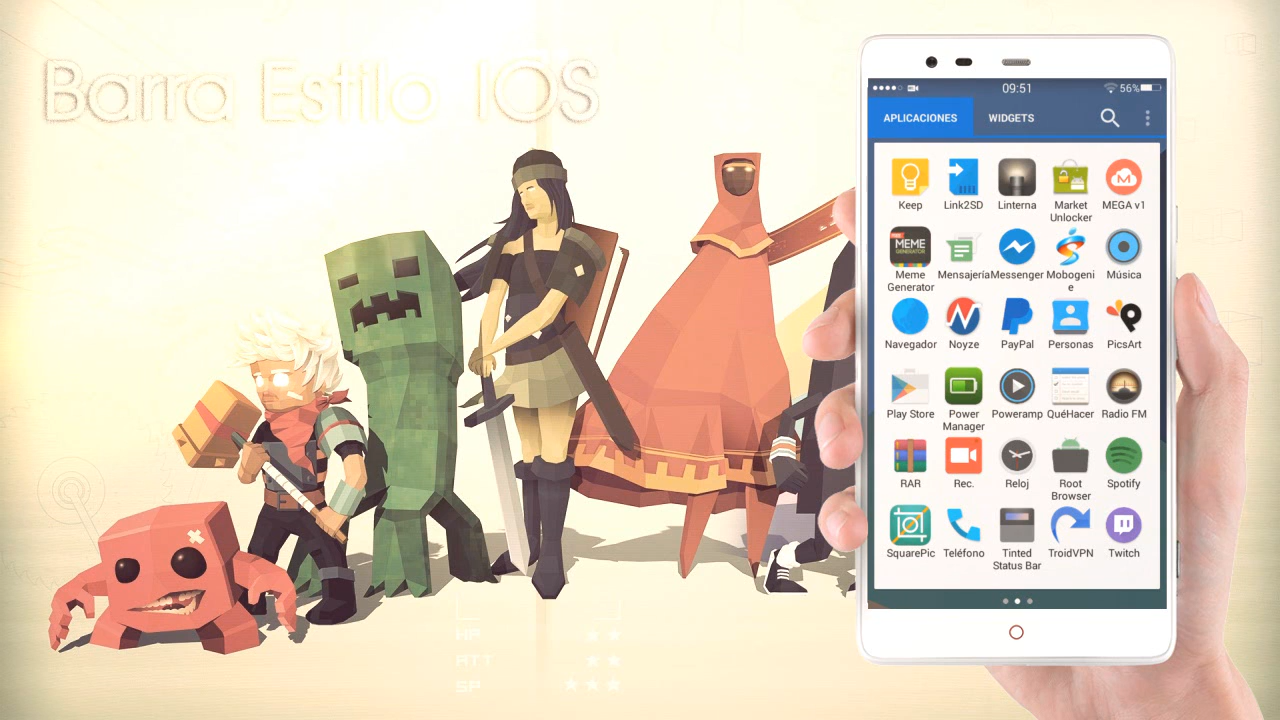 Barra Estilo IOS
09:51
56%
APLICACIONES WIDGETS
Keep Link2SD Linterna Market Unlocker MEGA v1
FREE
MEME
GENERATOR
Meme Generator Mensajería Messenger Mobogenie Música
Navegador Noyze PayPal Personas PicsArt
Play Store Power Manager Poweramp QuéHacer Radio FM
RAR Rec. Reloj Root Browser Spotify
SquarePic Teléfono Tinted Status Bar TroidVPN Twitch
HP
ATT
SP